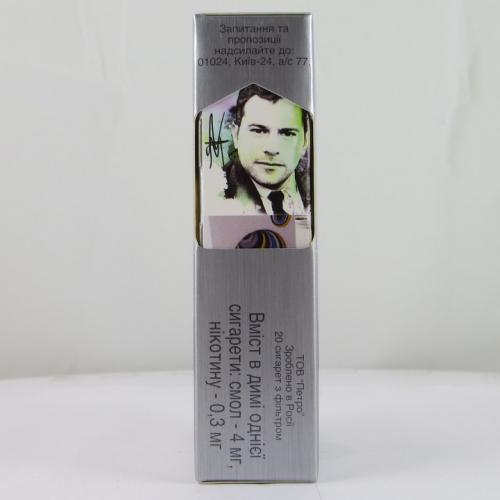 Запитання та
пропозиції
надсилайте до:
01024, Київ-24, а/с 77.
ТОВ "Петро"
Зроблено в Росії
20 сигарет з фільтром
Вміст в димі однієї
сигарети: смол - 4 мг,
нікотину - 0,3 мг